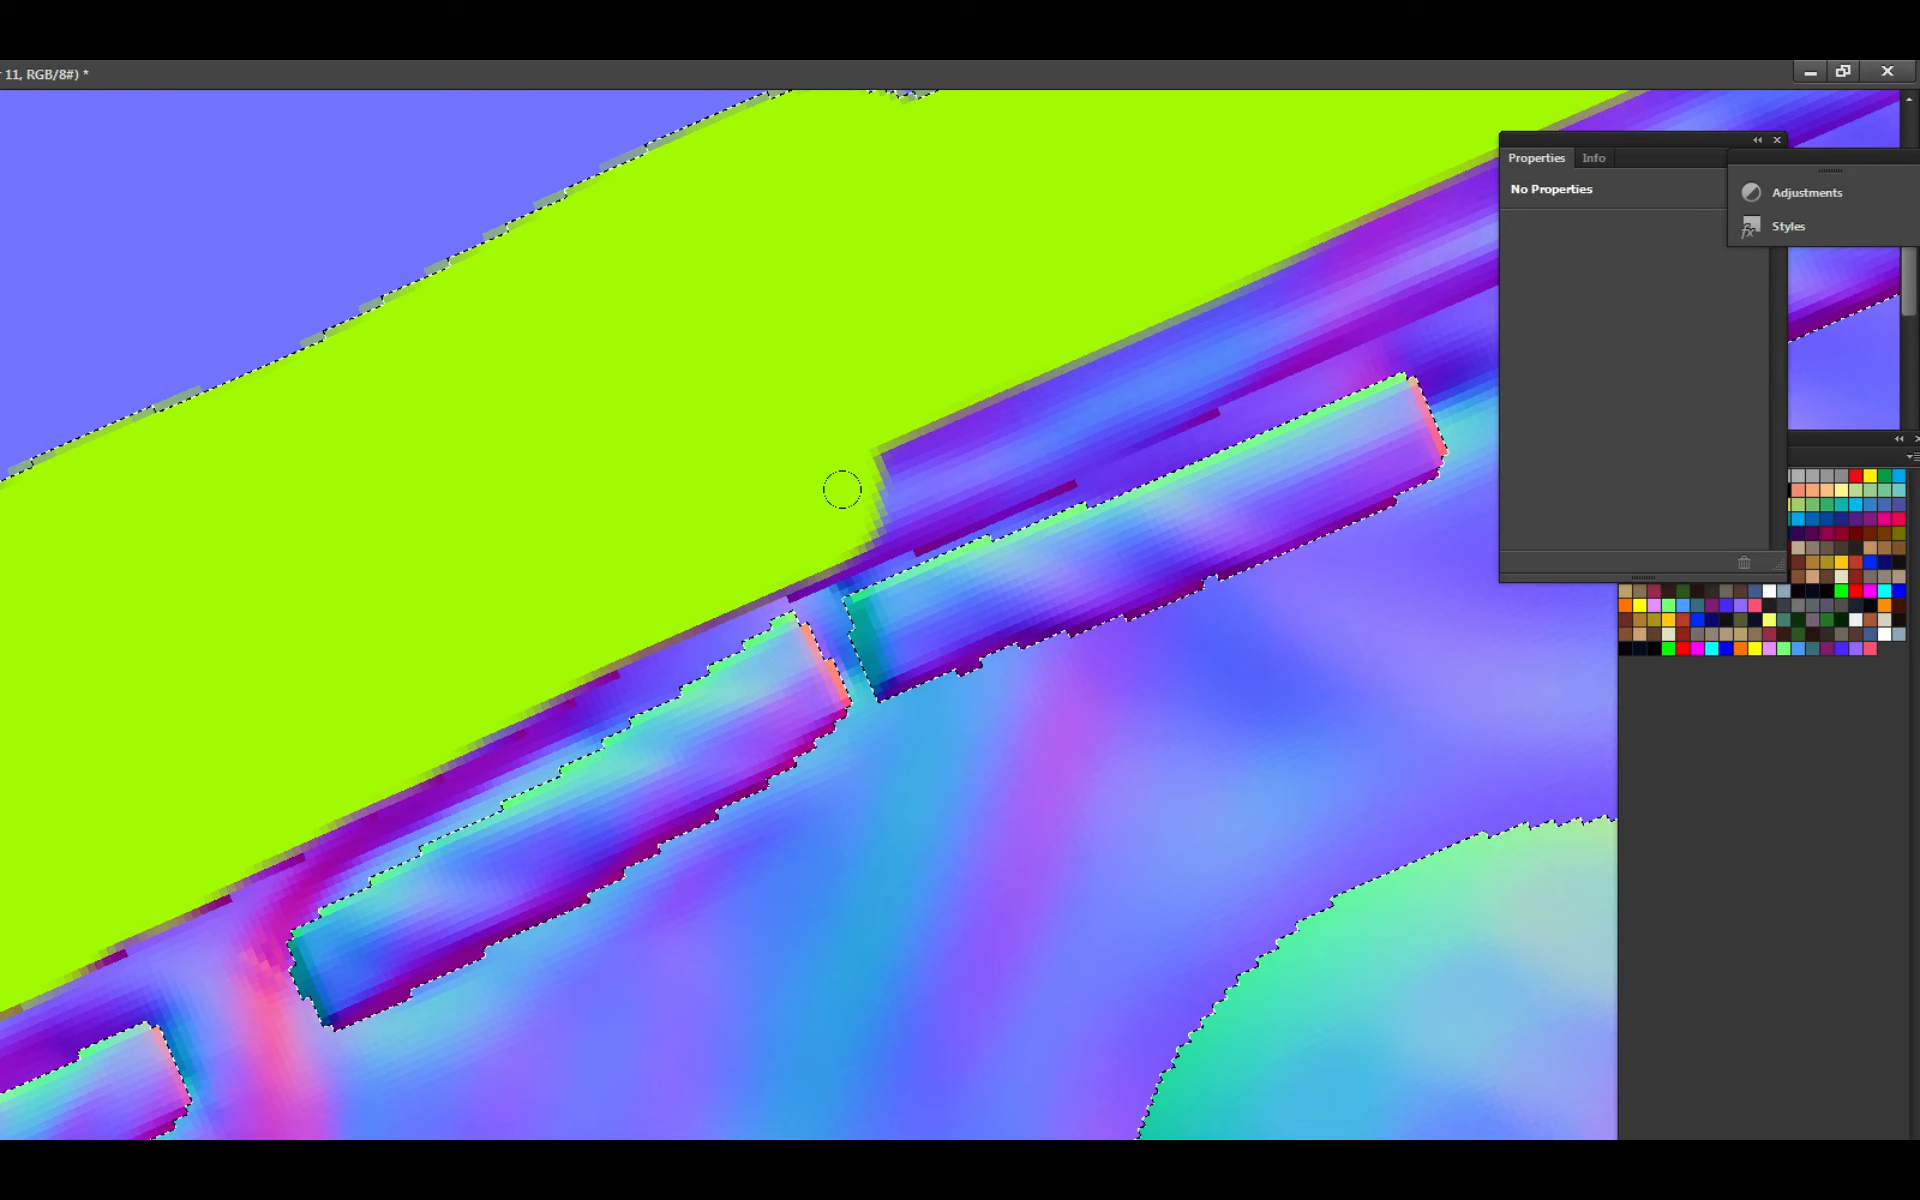 11, RGB/8#) *
Properties
Info
No Properties
Adjustments
Styles